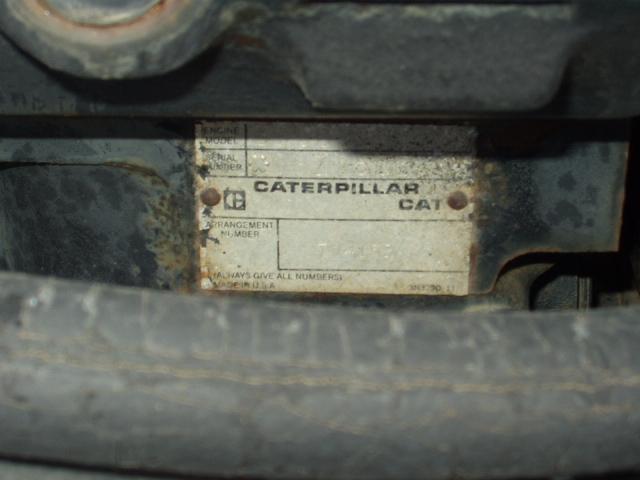 ENGINE
MODEL
SERIAL
NUMBER
CATERPILLAR
CAT
ARRANGEMENT
NUMBER
(ALWAYS GIVE ALL NUMBERS)
MADE IN U.S.A